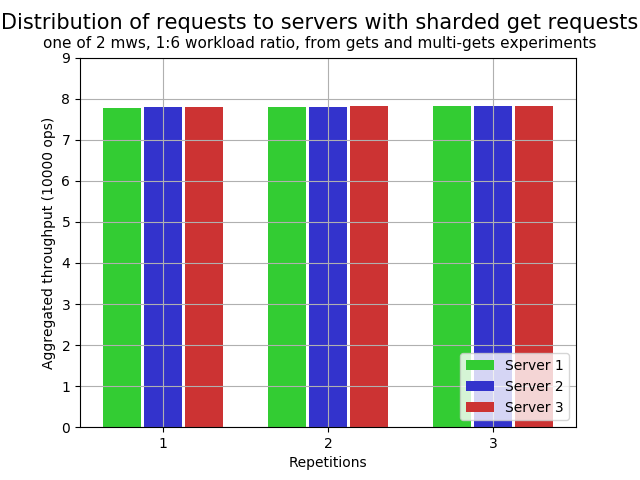 Distribution of requests to servers with sharded get requests
one of 2 mws, 1:6 workload ratio, from gets and multi-gets experiments
Aggregated throughput (10000 ops)
9
8
7
6
5
4
3
2
1
0
Server 1
Server 2
Server 3
1 2 3
Repetitions